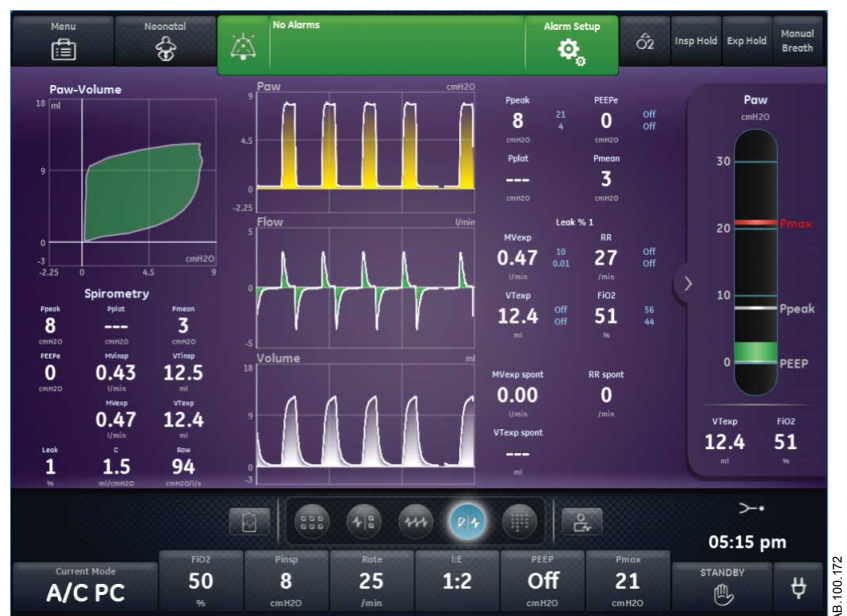 Menu
Neonatal
No Alarms
Alarm Setup
O2
Insp Hold
Exp Hold
Manual
Breath
Paw-Volume
18 ml
9
0
-3
cmH2O
-2.25 0 4.5 9
Spirometry
Ppeak Pplat Pmean
8 --- 3
cmH2O cmH2O cmH2O
PEEPe MVinsp VTinsp
0 0.43 12.5
cmH2O l/min ml
MVexp VTexp
0.47 12.4
l/min ml
Leak C Raw
1 1.5 94
% ml/cmH2O cmH2O/l/s
Paw cmH2O
9
4.5
0
-2.25
Flow l/min
5
0
-5
Volume ml
18
9
0
-3
Ppeak PEEPe
8 21 4 0 Off Off
cmH2O cmH2O
Pplat Pmean
--- 3
cmH2O cmH2O
Leak % 1
MVexp RR
0.47 10 0.01 27 Off Off
l/min /min
VTexp FiO2
12.4 Off Off 51 56 44
ml %
MVexp spont RR spont
0.00 0
l/min /min
VTexp spont
---
ml
Paw
cmH2O
30
20
10
0
Pmax
Ppeak
PEEP
VTexp FiO2
12.4 51
ml %
05:15 pm
Current Mode
A/C PC
FiO2
50
%
Pinsp
8
cmH2O
Rate
25
/min
I:E
1:2
PEEP
Off
cmH2O
Pmax
21
cmH2O
STANDBY
AB.100.172